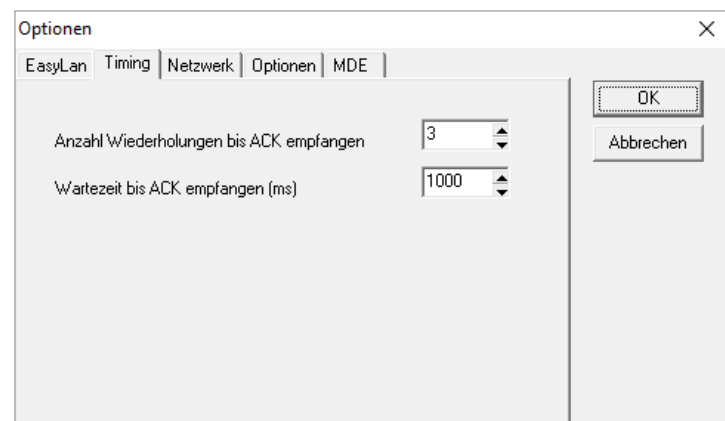 Optionen
EasyLan Timing Netzwerk Optionen MDE
OK
Anzahl Wiederholungen bis ACK empfangen 3
Abbrechen
Wartezeit bis ACK empfangen (ms) 1000